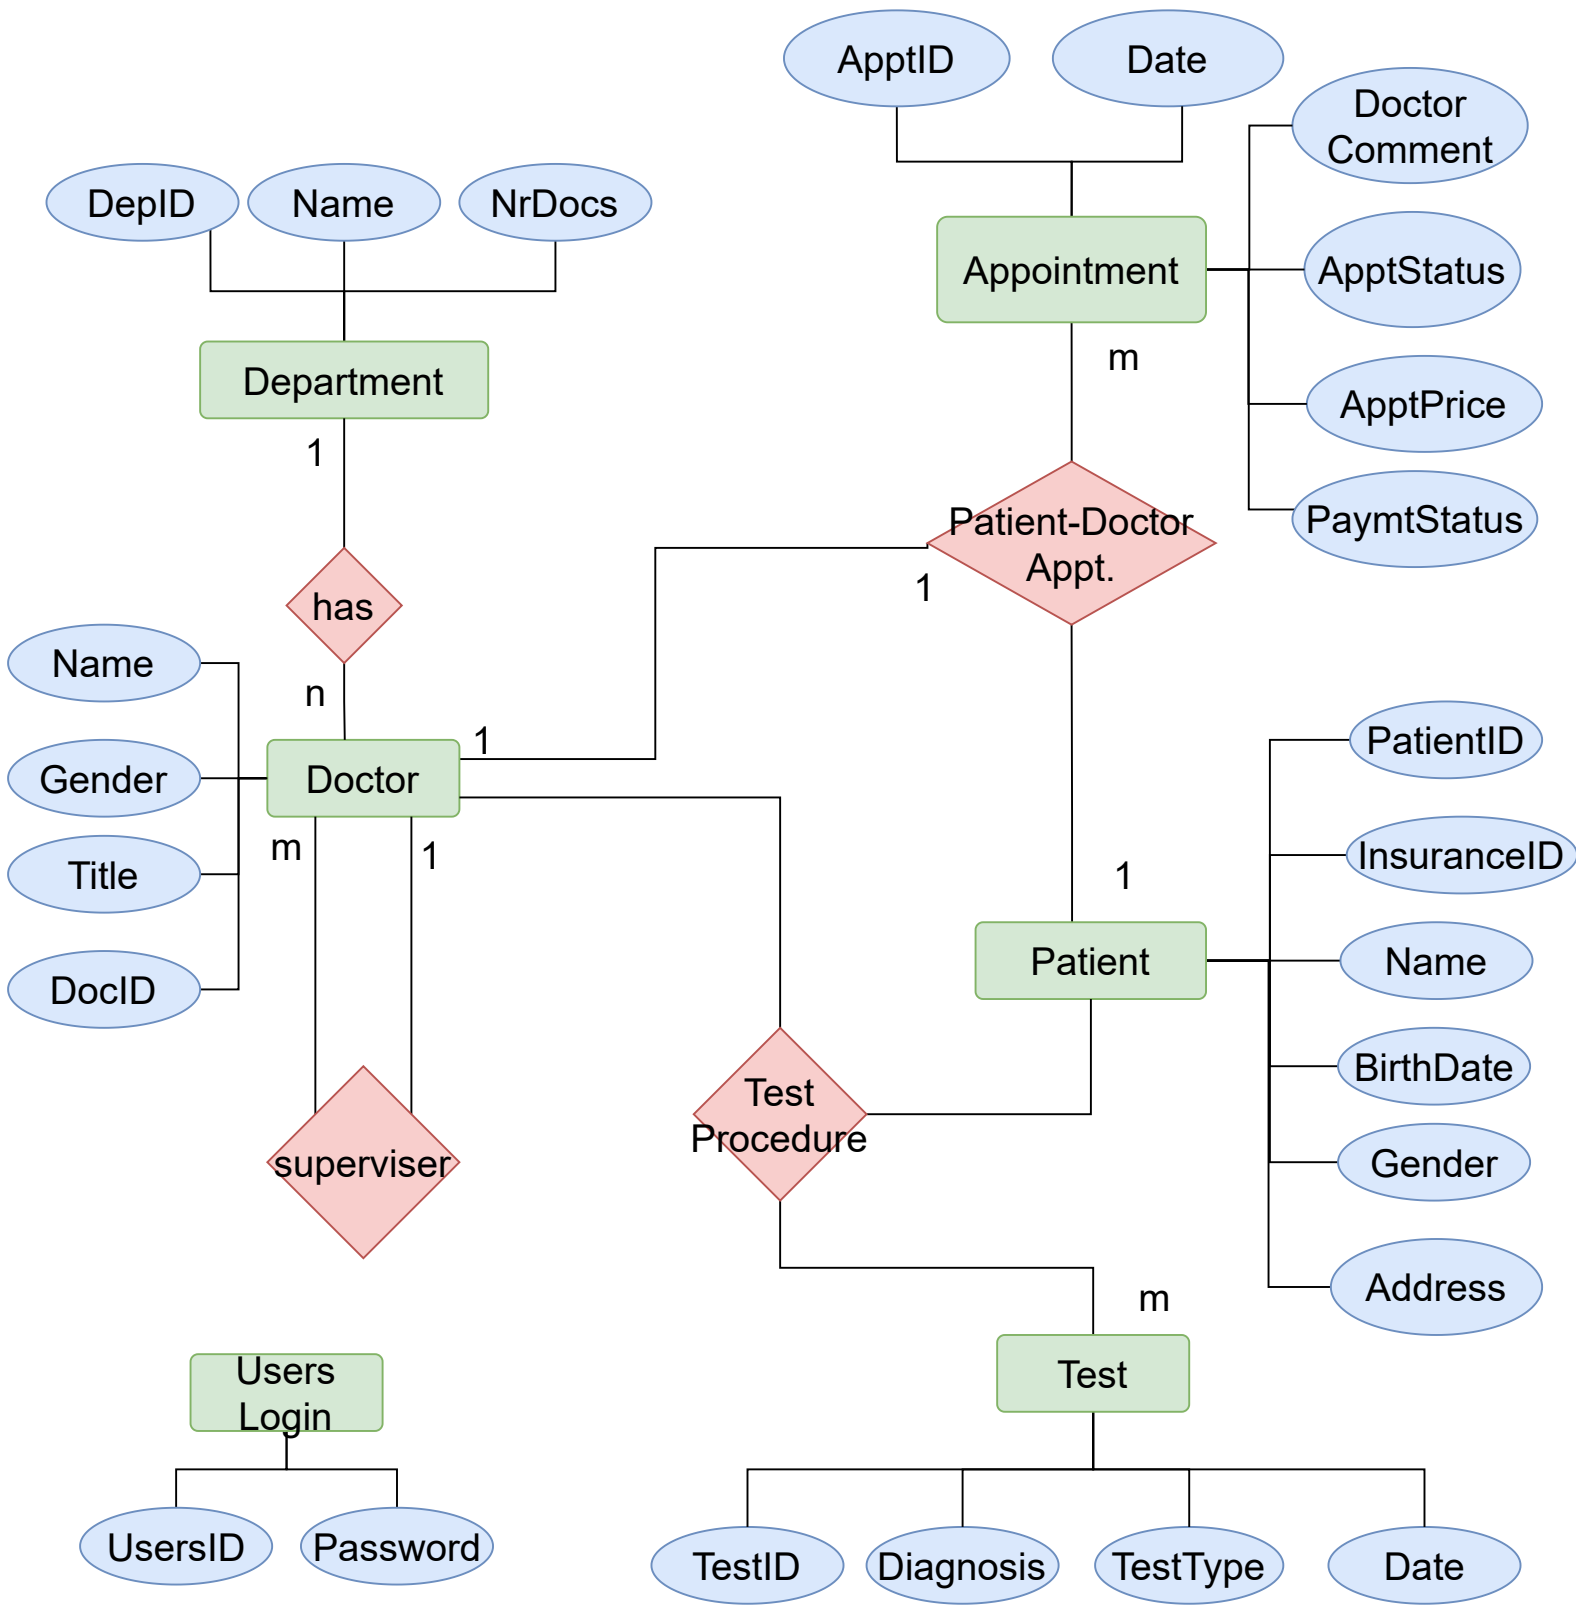 ApptID
Date
Doctor
Comment
DepID
Name
NrDocs
Appointment
ApptStatus
m
Department
ApptPrice
1
Patient-Doctor
Appt.
PaymtStatus
1
has
Name
n
1
PatientID
Gender
Doctor
m
1
1
InsuranceID
Title
Patient
Name
DocID
BirthDate
Test
Procedure
superviser
Gender
m
Address
Users
Login
Test
UsersID
Password
TestID
Diagnosis
TestType
Date